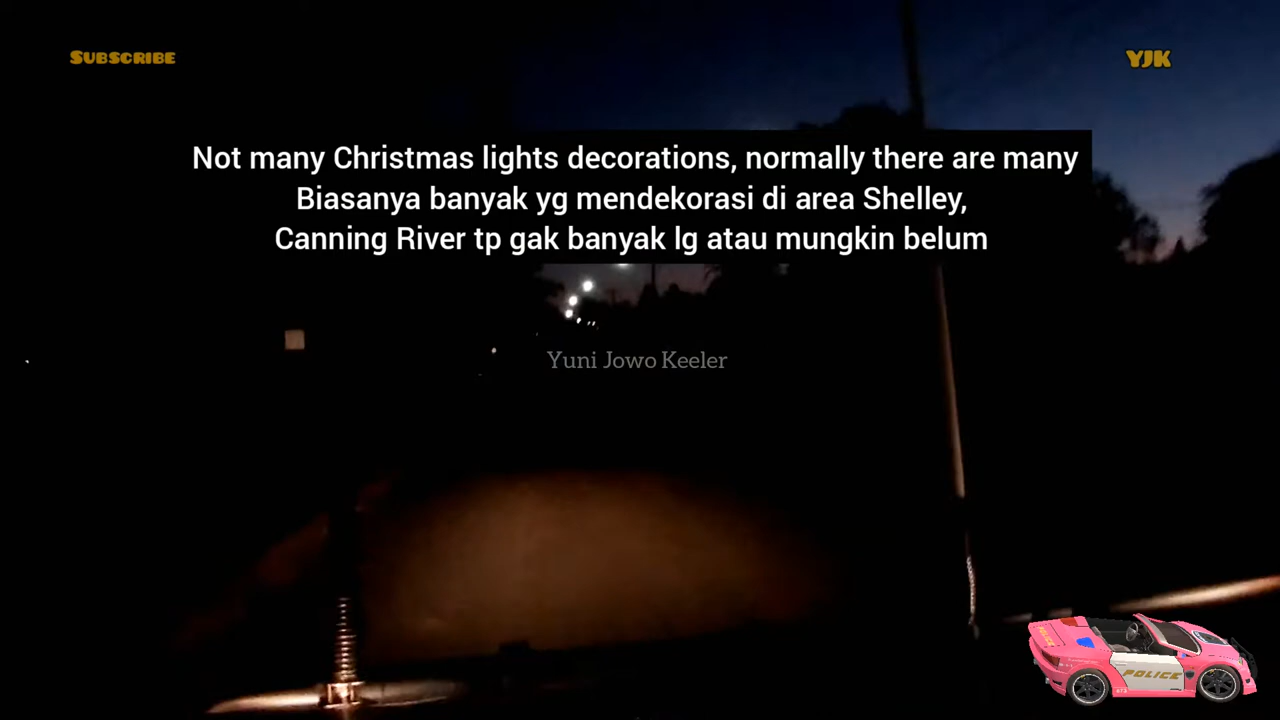 SUBSCRIBE
YJK
Not many Christmas lights decorations, normally there are many
Biasanya banyak yg mendekorasi di area Shelley,
Canning River tp gak banyak lg atau mungkin belum
Yuni Jowo Keeler
POLICE